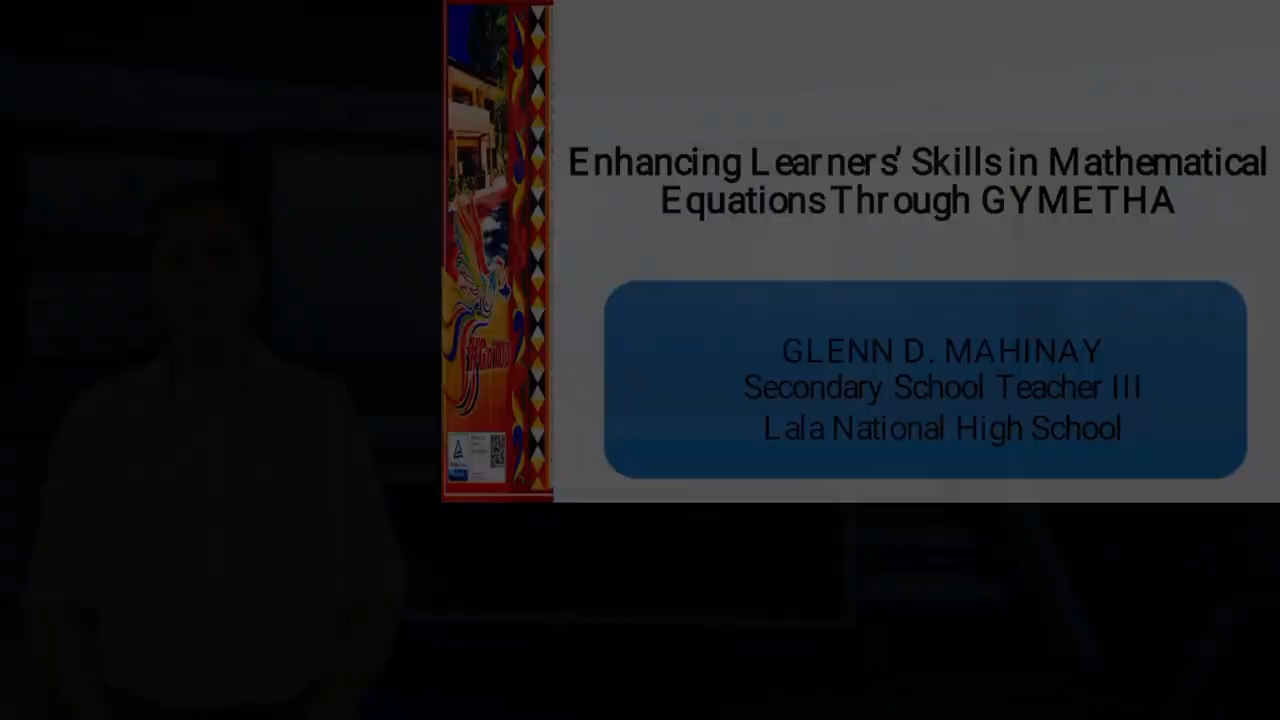 Enhancing Learners’ Skills in Mathematical
Equations Through GYMETHA
GLENN D. MAHINAY
Secondary School Teacher III
Lala National High School